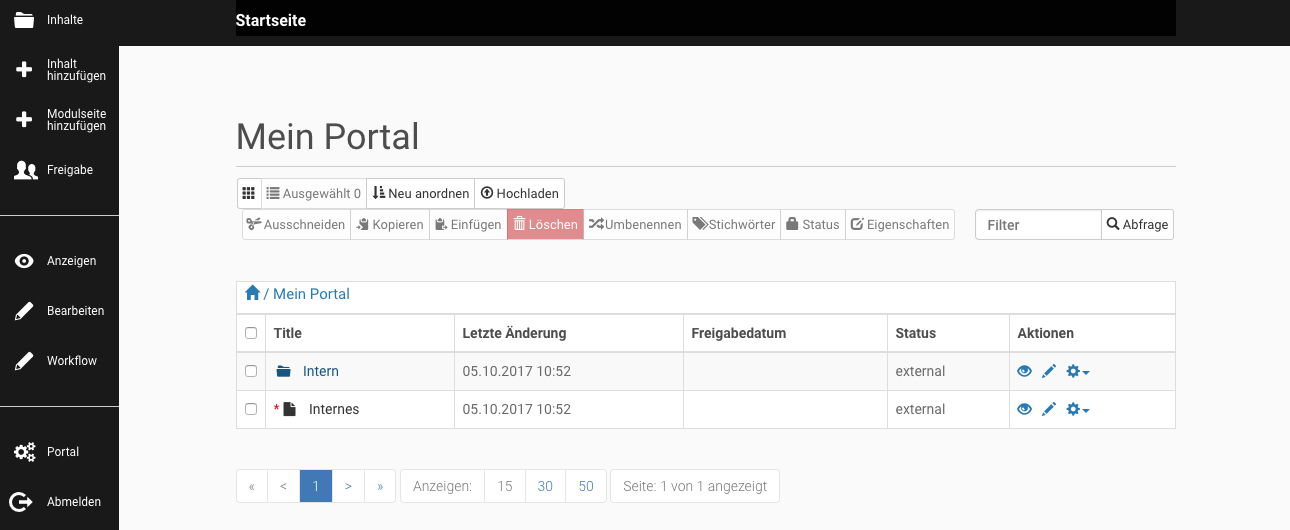 Inhalte
Inhalt
hinzufügen
Modulseite
hinzufügen
Freigabe
Anzeigen
Bearbeiten
Workflow
Portal
Abmelden
Startseite
Mein Portal
Ausgewählt 0 Neu anordnen Hochladen
Ausschneiden Kopieren Einfügen Löschen Umbenennen Stichwörter Status Eigenschaften Filter Abfrage
/ Mein Portal
Title Letzte Änderung Freigabedatum Status Aktionen
Intern 05.10.2017 10:52 external
* Internes 05.10.2017 10:52 external
« < 1 > » Anzeigen: 15 30 50 Seite: 1 von 1 angezeigt